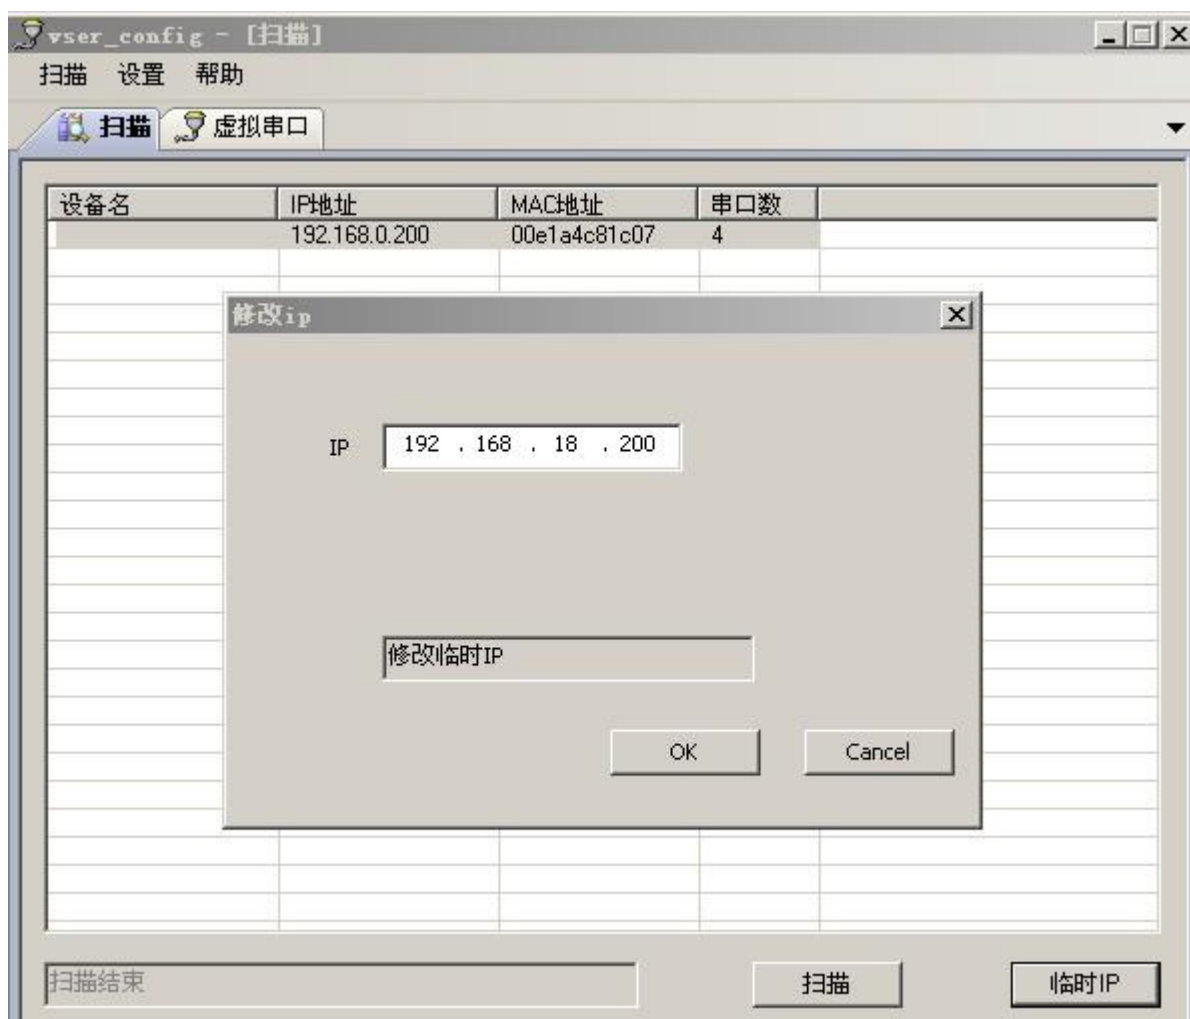 vser_config - [扫描]
扫描 设置 帮助
扫描 虚拟串口
设备名 IP地址 MAC地址 串口数
192.168.0.200 00e1a4c81c07 4
修改ip
IP 192 . 168 . 18 . 200
修改临时IP
OK Cancel
扫描结束 扫描 临时IP